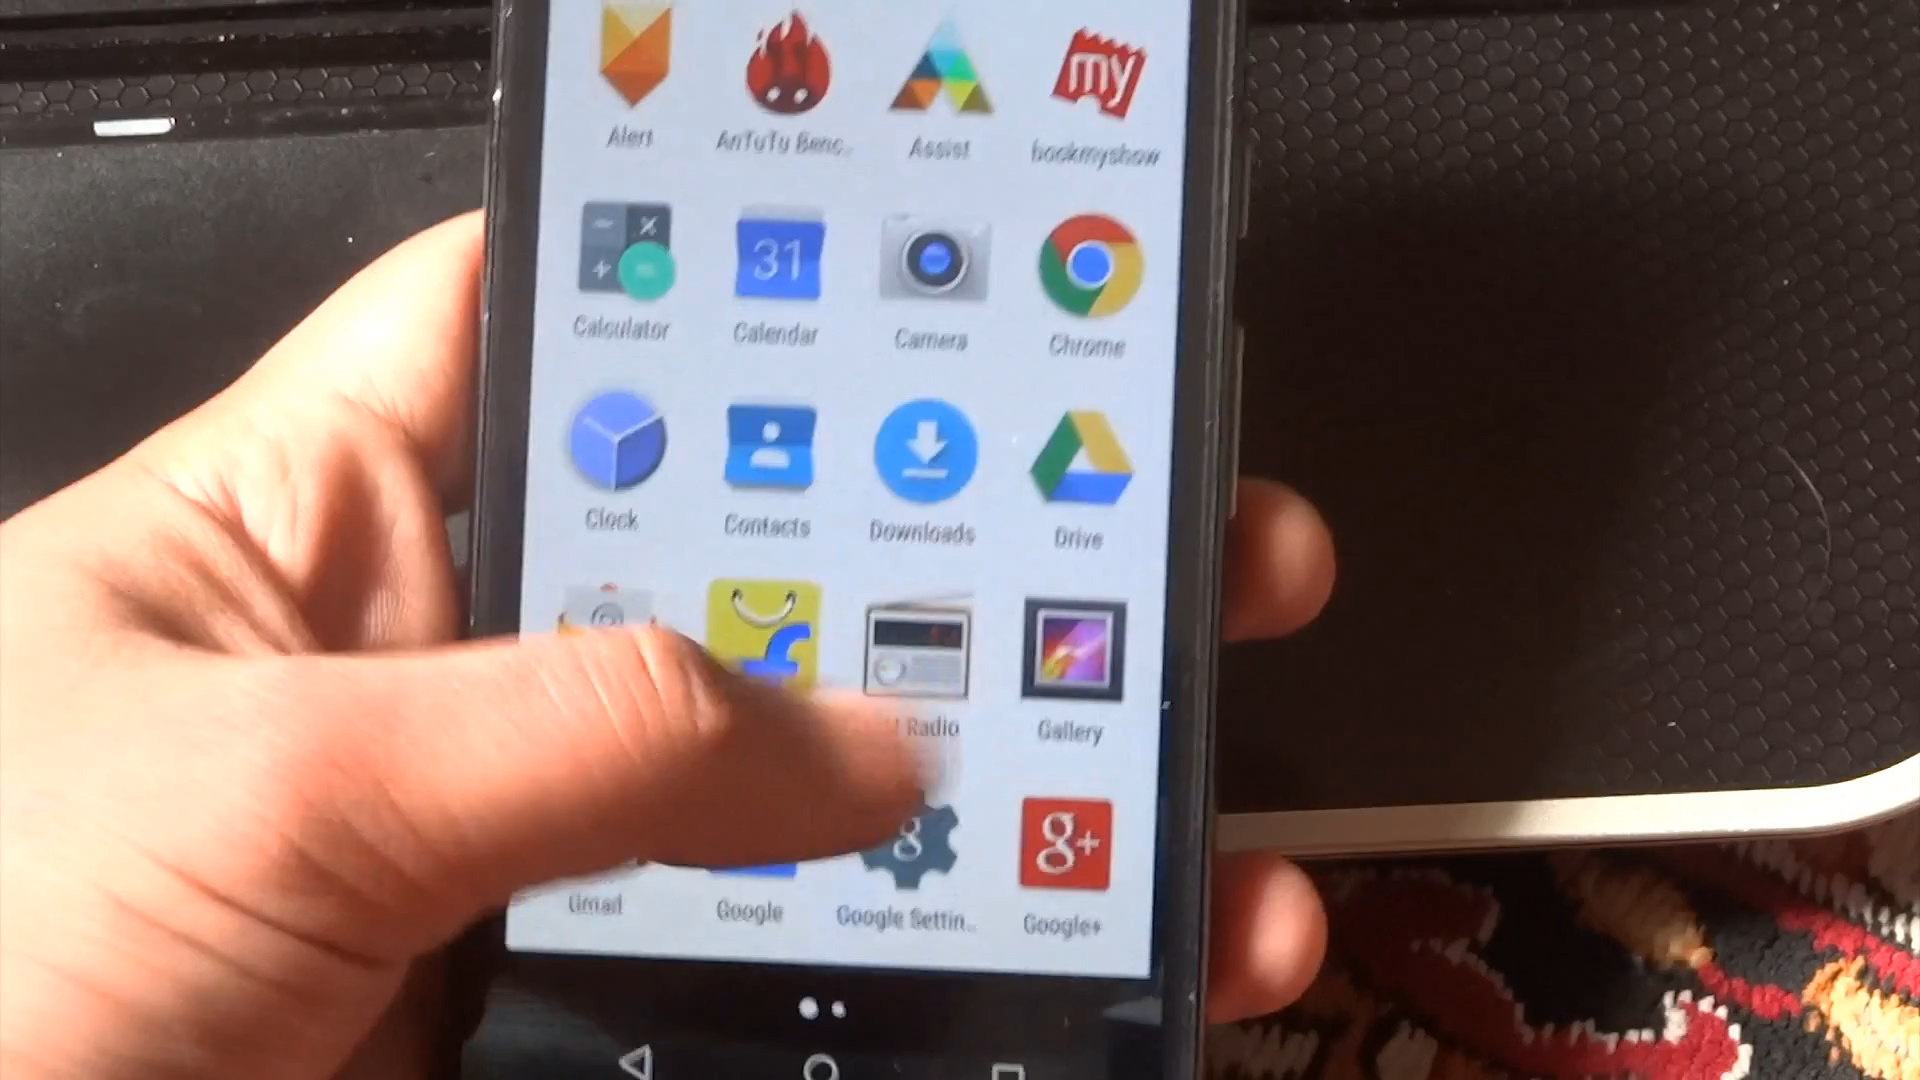 Alert
AnTuTu Benc..
Assist
my
bookmyshow
31
Calculator
Calendar
Camera
Chrome
Clock
Contacts
Downloads
Drive
@
f
Radio
Gallery
g
g+
Gmail
Google
Google Settin..
Google+